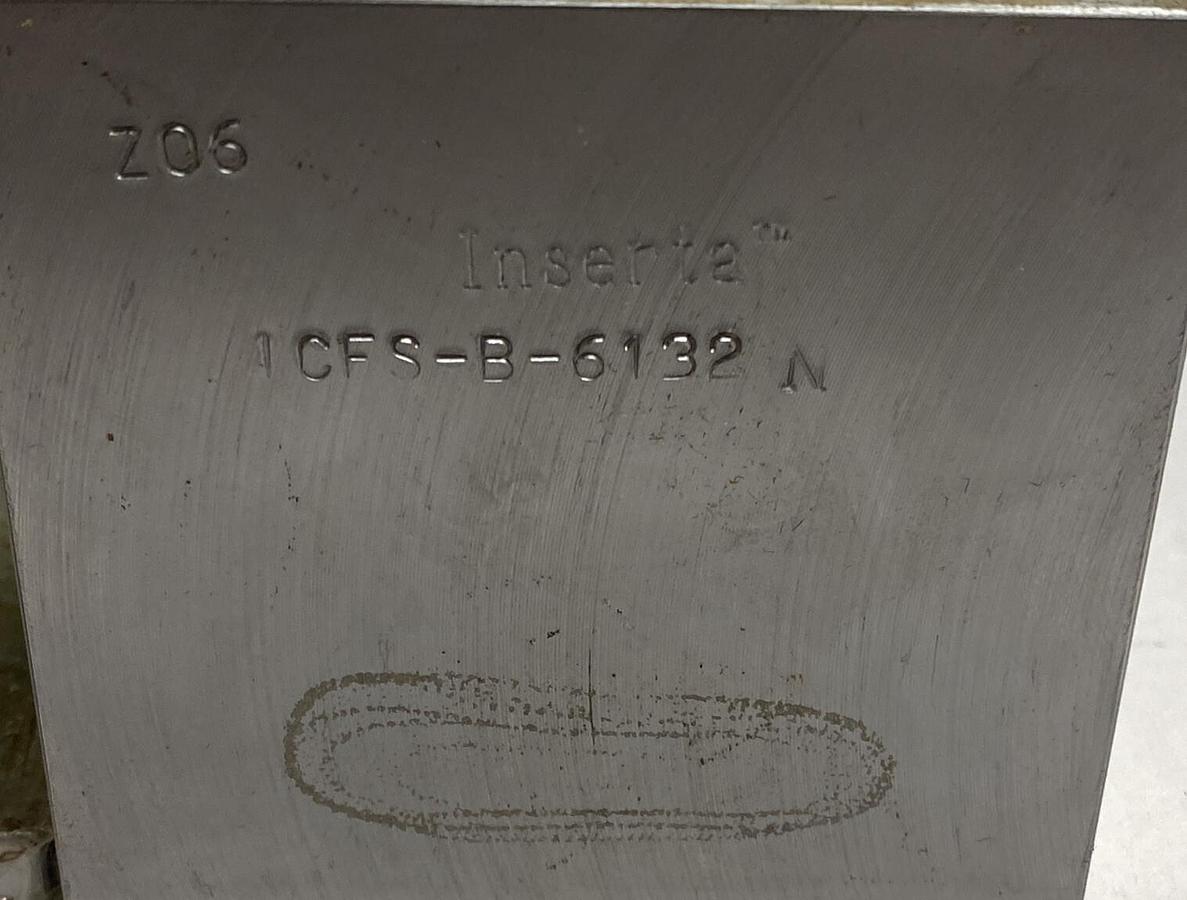 Z06
Inserta™
1CFS-B-6132 N